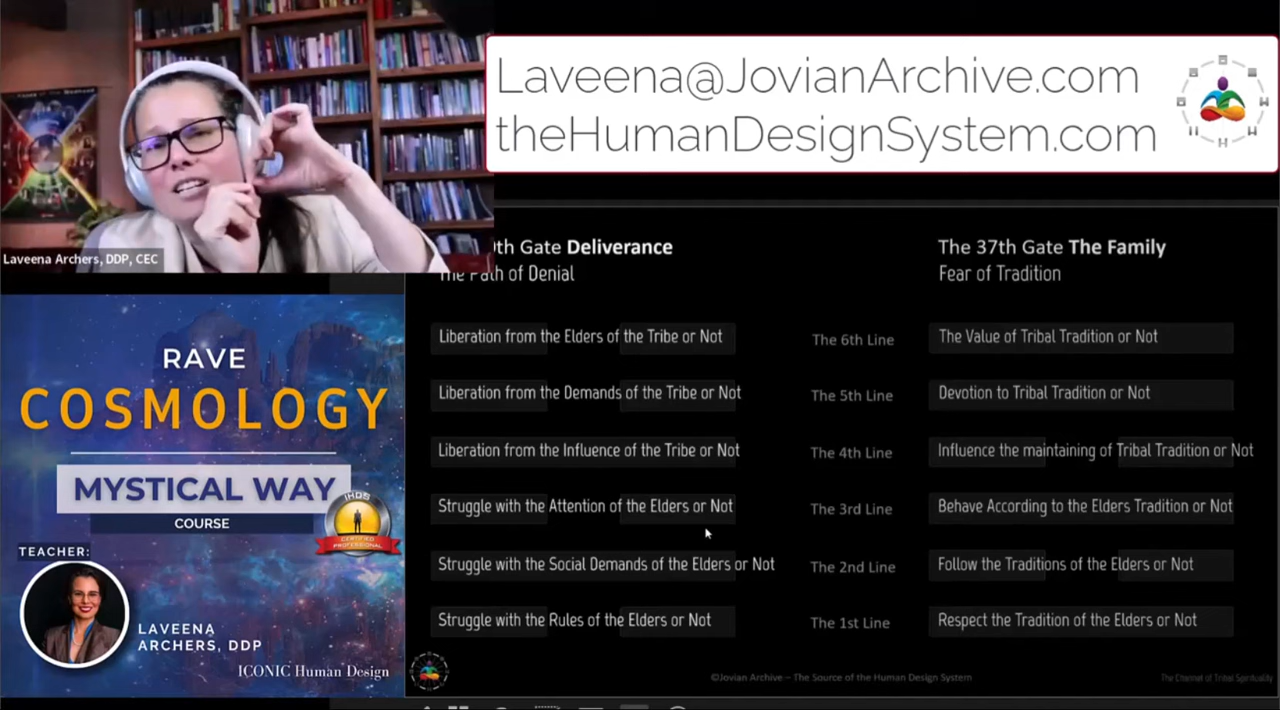 Laveena@JovianArchive.com
theHumanDesignSystem.com
Laveena Archers, DDP, CEC
RAVE
COSMOLOGY
MYSTICAL WAY
COURSE
IHDS
CERTIFIED
PROFESSIONAL
TEACHER:
LAVEENA
ARCHERS, DDP
ICONIC Human Design
Gate Deliverance
The Path of Denial
The 37th Gate The Family
Fear of Tradition
Liberation from the Elders of the Tribe or Not
The 6th Line
The Value of Tribal Tradition or Not
Liberation from the Demands of the Tribe or Not
The 5th Line
Devotion to Tribal Tradition or Not
Liberation from the Influence of the Tribe or Not
The 4th Line
Influence the maintaining of Tribal Tradition or Not
Struggle with the Attention of the Elders or Not
The 3rd Line
Behave According to the Elders Tradition or Not
Struggle with the Social Demands of the Elders or Not
The 2nd Line
Follow the Traditions of the Elders or Not
Struggle with the Rules of the Elders or Not
The 1st Line
Respect the Tradition of the Elders or Not
©Jovian Archive – The Source of the Human Design System
The Channel of Tribal Spirituality